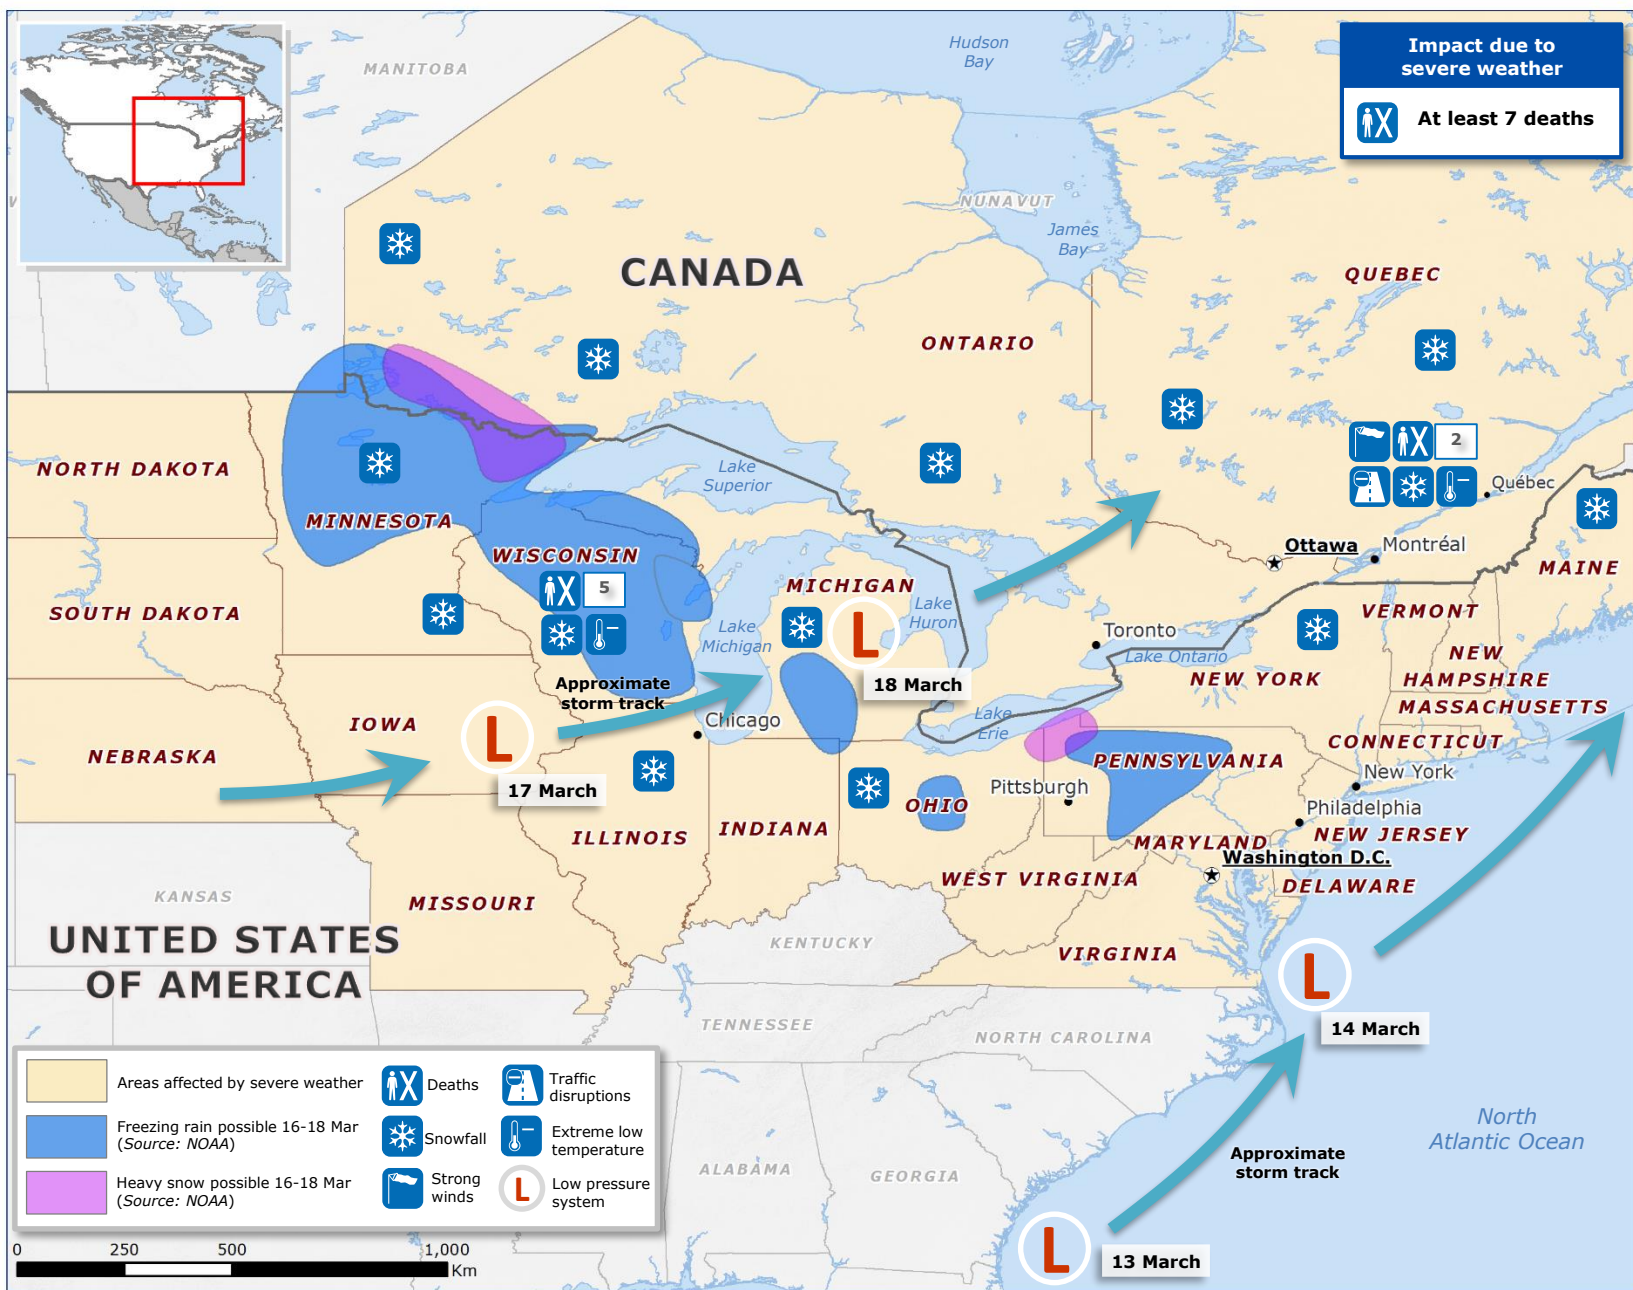 Hudson
Bay
MANITOBA
Impact due to
severe weather
At least 7 deaths
NUNAVUT
James
Bay
CANADA
QUEBEC
ONTARIO
2
Québec
NORTH DAKOTA
Lake
Superior
MINNESOTA
WISCONSIN
5
Ottawa
Montréal
MAINE
MICHIGAN
SOUTH DAKOTA
Lake
Huron
VERMONT
Lake
Michigan
L
Toronto
Lake Ontario
NEW
HAMPSHIRE
NEW YORK
18 March
Approximate
storm track
MASSACHUSETTS
IOWA
L
Chicago
Lake
Erie
CONNECTICUT
NEBRASKA
PENNSYLVANIA
New York
17 March
Pittsburgh
OHIO
Philadelphia
ILLINOIS
INDIANA
NEW JERSEY
MARYLAND
Washington D.C.
KANSAS
WEST VIRGINIA
DELAWARE
MISSOURI
UNITED STATES
OF AMERICA
KENTUCKY
VIRGINIA
L
14 March
TENNESSEE
NORTH CAROLINA
North
Atlantic Ocean
Approximate
storm track
ALABAMA
GEORGIA
L
13 March
Areas affected by severe weather
Freezing rain possible 16-18 Mar
(Source: NOAA)
Heavy snow possible 16-18 Mar
(Source: NOAA)
Deaths
Snowfall
Strong
winds
Traffic
disruptions
Extreme low
temperature
L
Low pressure
system
0
250
500
1,000
Km